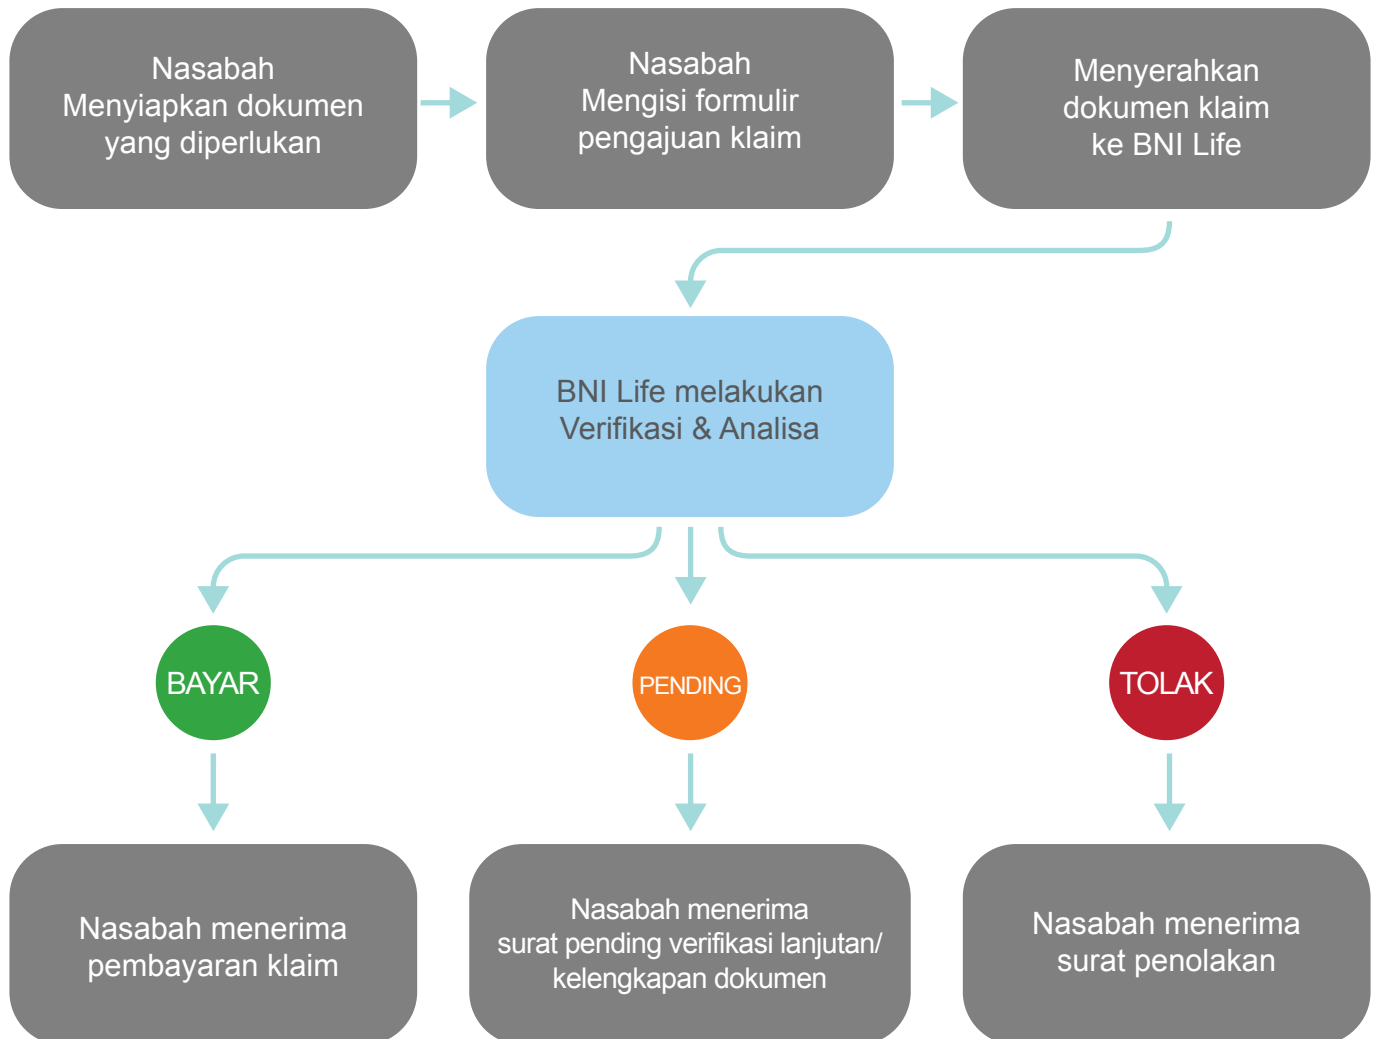 Nasabah
Menyiapkan dokumen
yang diperlukan
Nasabah
Mengisi formulir
pengajuan klaim
Menyerahkan
dokumen klaim
ke BNI Life
BNI Life melakukan
Verifikasi & Analisa
BAYAR
PENDING
TOLAK
Nasabah menerima
pembayaran klaim
Nasabah menerima
surat pending verifikasi lanjutan/
kelengkapan dokumen
Nasabah menerima
surat penolakan